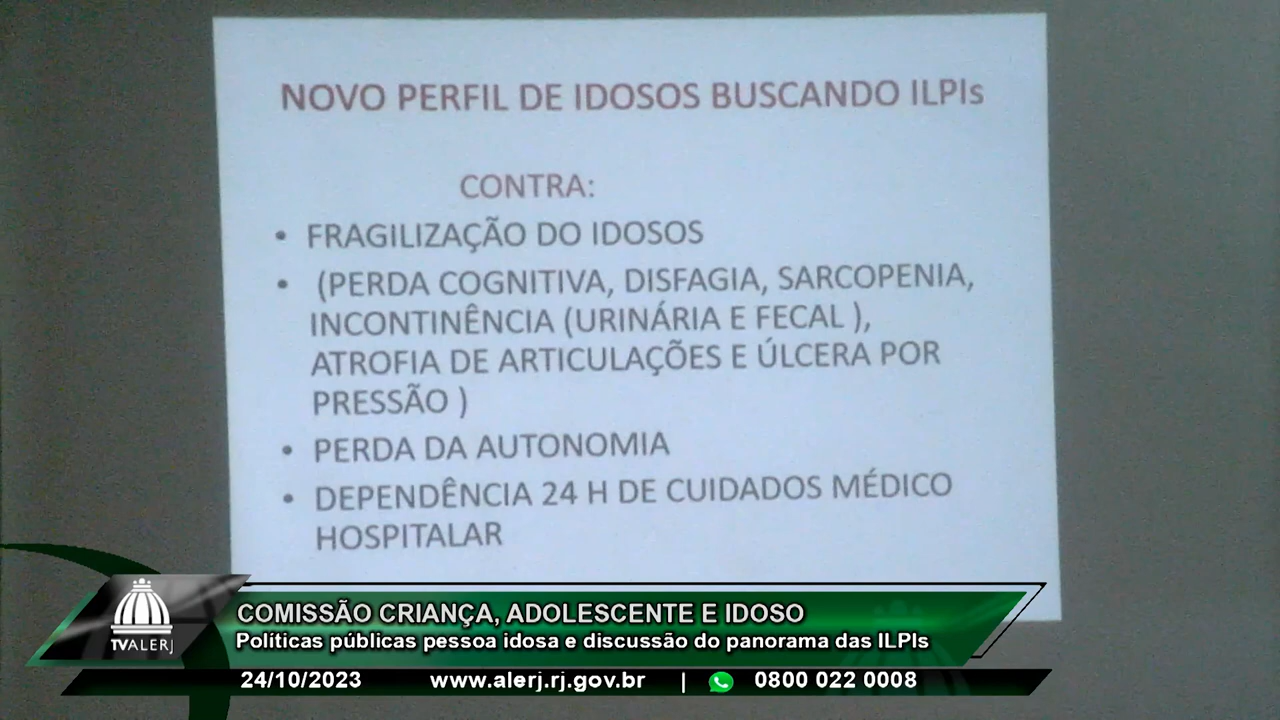 NOVO PERFIL DE IDOSOS BUSCANDO ILPIs
CONTRA:
• FRAGILIZAÇÃO DO IDOSOS
• (PERDA COGNITIVA, DISFAGIA, SARCOPENIA,
INCONTINÊNCIA (URINÁRIA E FECAL ),
ATROFIA DE ARTICULAÇÕES E ÚLCERA POR
PRESSÃO )
• PERDA DA AUTONOMIA
• DEPENDÊNCIA 24 H DE CUIDADOS MÉDICO
HOSPITALAR
COMISSÃO CRIANÇA, ADOLESCENTE E IDOSO
Políticas públicas pessoa idosa e discussão do panorama das ILPIs
TVALERJ
24/10/2023 www.alerj.rj.gov.br | 0800 022 0008